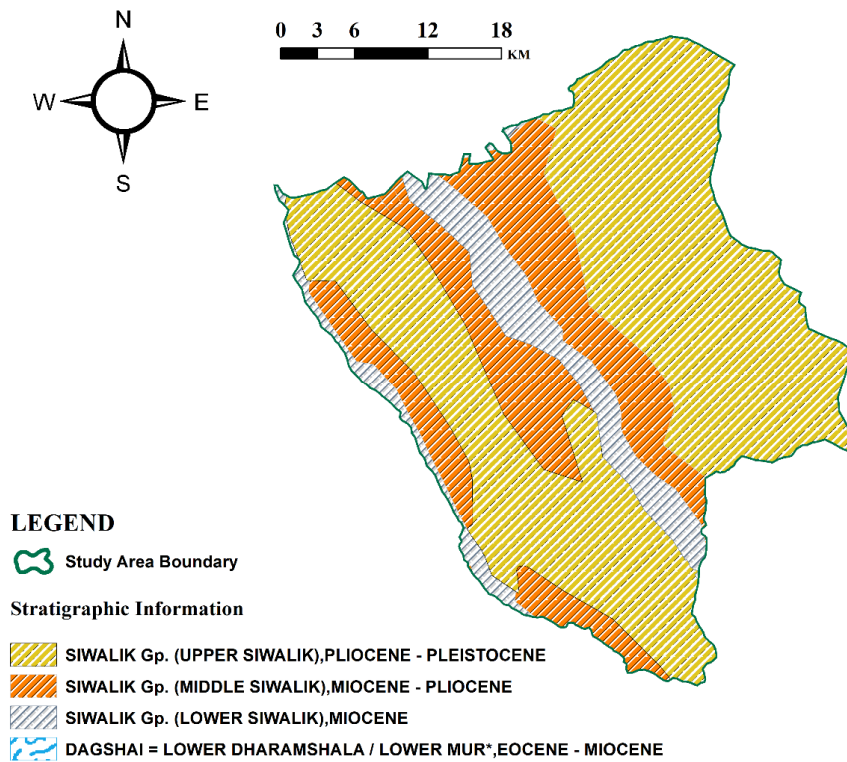 N
W E
S
0 3 6 12 18
KM
LEGEND
Study Area Boundary
Stratigraphic Information
SIWALIK Gp. (UPPER SIWALIK),PLIOCENE - PLEISTOCENE
SIWALIK Gp. (MIDDLE SIWALIK),MIOCENE - PLIOCENE
SIWALIK Gp. (LOWER SIWALIK),MIOCENE
DAGSHAI = LOWER DHARAMSHALA / LOWER MUR*,EOCENE - MIOCENE